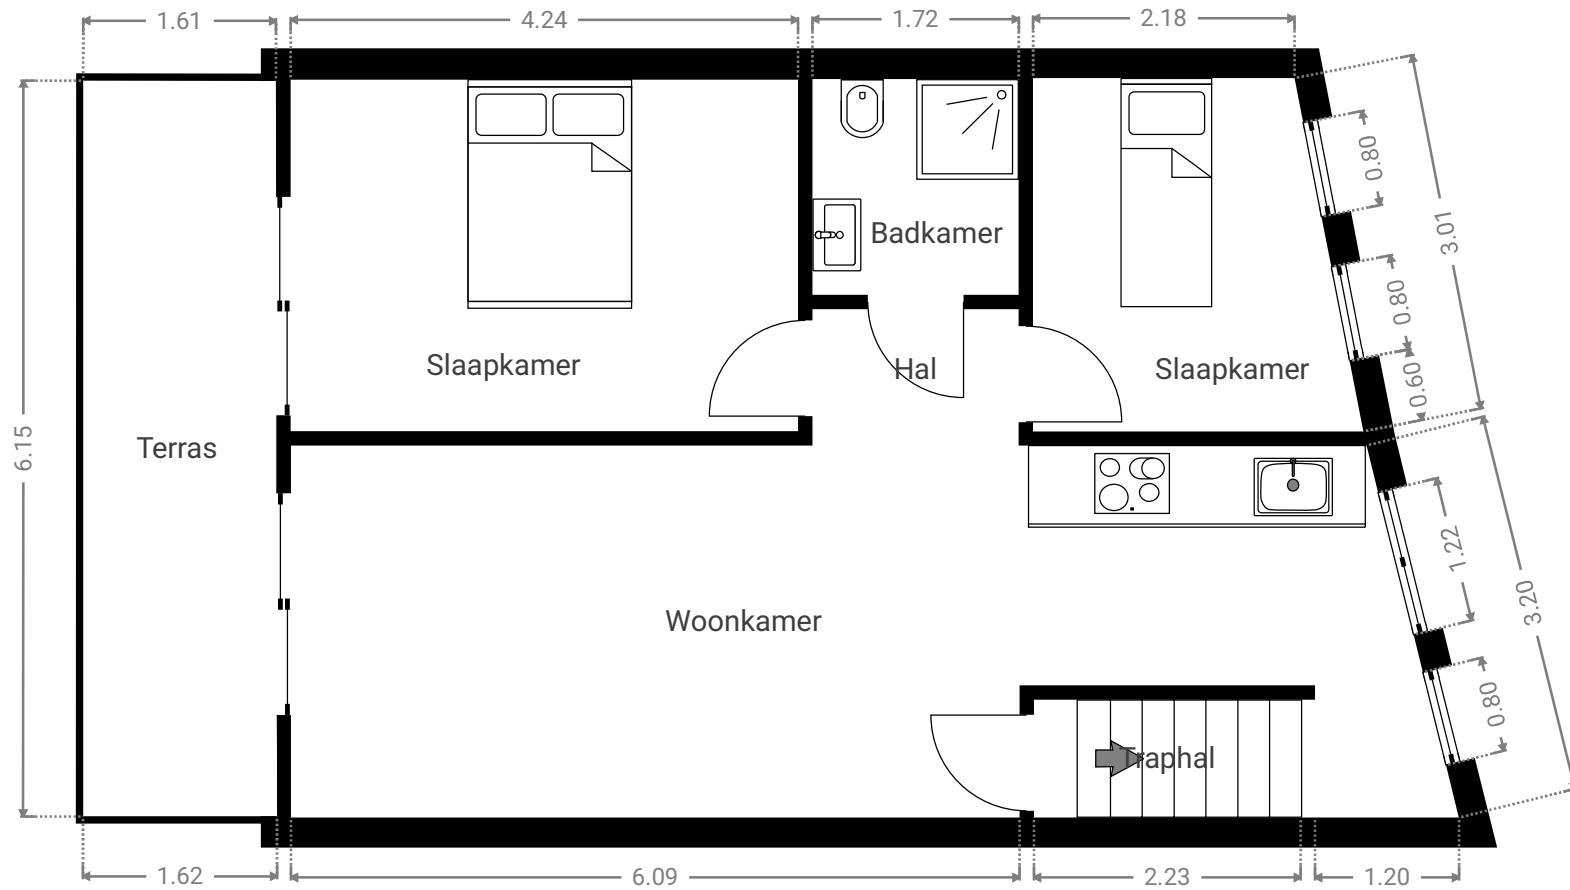 1.61
4.24
1.72
2.18
0.80
3.01
Badkamer
0.80
Slaapkamer
Hal
Slaapkamer
0.60
6.15
Terras
1.22
3.20
Woonkamer
0.80
Traphal
1.62
6.09
2.23
1.20